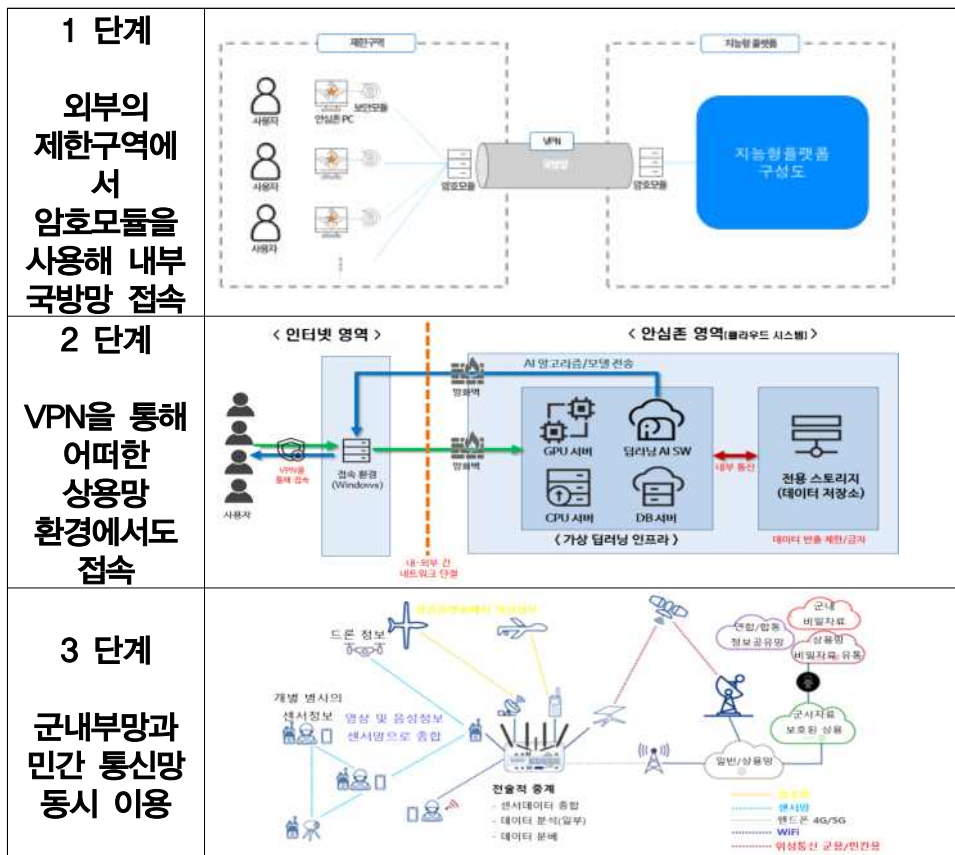 1 단계
외부의
제한구역에
서
암호모듈을
사용해 내부
국방망 접속
제한구역
지능형 플랫폼
사용자
안심존 PC
보안모듈
사용자
사용자
암호모듈
VPN
국방망
암호모듈
지능형플랫폼
구성도
2 단계
VPN을 통해
어떠한
상용망
환경에서도
접속
< 인터넷 영역 >
< 안심존 영역[클라우드 시스템] >
AI 알고리즘/모델 전송
방화벽
방화벽
VPN을
통해 접속
접속 환경
(Windows)
사용자
GPU 서버
딥러닝 AI SW
CPU 서버
DB 서버
< 가상 딥러닝 인프라 >
내부 통신
전용 스토리지
(데이터 저장소)
데이터 반출 제한/금지
내·외부 간
네트워크 단절
3 단계
군내부망과
민간 통신망
동시 이용
드론 정보
개별 병사의
센서정보
영상 및 음성정보
센서망으로 종합
전술적 중계
- 센서데이터 종합
- 데이터 분석(일부)
- 데이터 분배
연합/합동
정보공유망
군내
비밀자료
상용망
비밀자료 유통
군사자료
보호된 상용
일반/상용망
센서망
핸드폰 4G/5G
WiFi
위성통신 군용/민간용